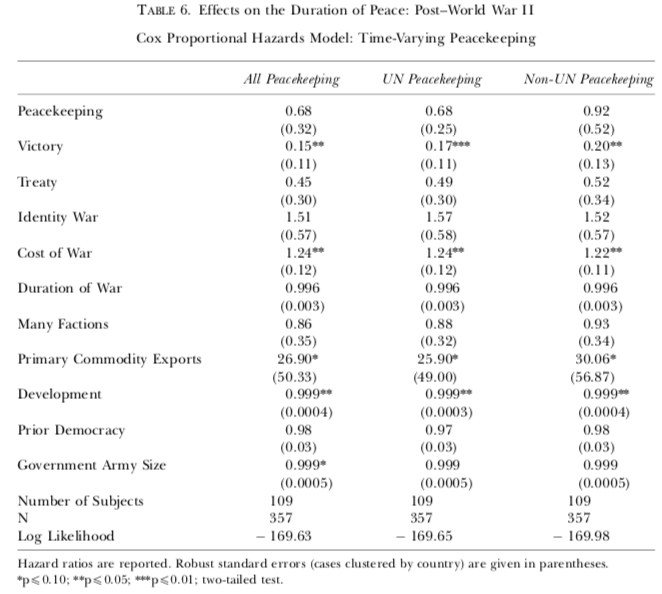 TABLE 6. Effects on the Duration of Peace: Post–World War II
Cox Proportional Hazards Model: Time-Varying Peacekeeping
All Peacekeeping UN Peacekeeping Non-UN Peacekeeping
Peacekeeping 0.68 0.68 0.92
(0.32) (0.25) (0.52)
Victory 0.15** 0.17*** 0.20**
(0.11) (0.11) (0.13)
Treaty 0.45 0.49 0.52
(0.30) (0.30) (0.34)
Identity War 1.51 1.57 1.52
(0.57) (0.58) (0.57)
Cost of War 1.24** 1.24** 1.22**
(0.12) (0.12) (0.11)
Duration of War 0.996 0.996 0.996
(0.003) (0.003) (0.003)
Many Factions 0.86 0.88 0.93
(0.35) (0.32) (0.34)
Primary Commodity Exports 26.90* 25.90* 30.06*
(50.33) (49.00) (56.87)
Development 0.999** 0.999** 0.999**
(0.0004) (0.0003) (0.0004)
Prior Democracy 0.98 0.97 0.98
(0.03) (0.03) (0.03)
Government Army Size 0.999* 0.999 0.999
(0.0005) (0.0005) (0.0005)
Number of Subjects 109 109 109
N 357 357 357
Log Likelihood − 169.63 − 169.65 − 169.98
Hazard ratios are reported. Robust standard errors (cases clustered by country) are given in parentheses.
*p⩽0.10; **p⩽0.05; ***p⩽0.01; two-tailed test.